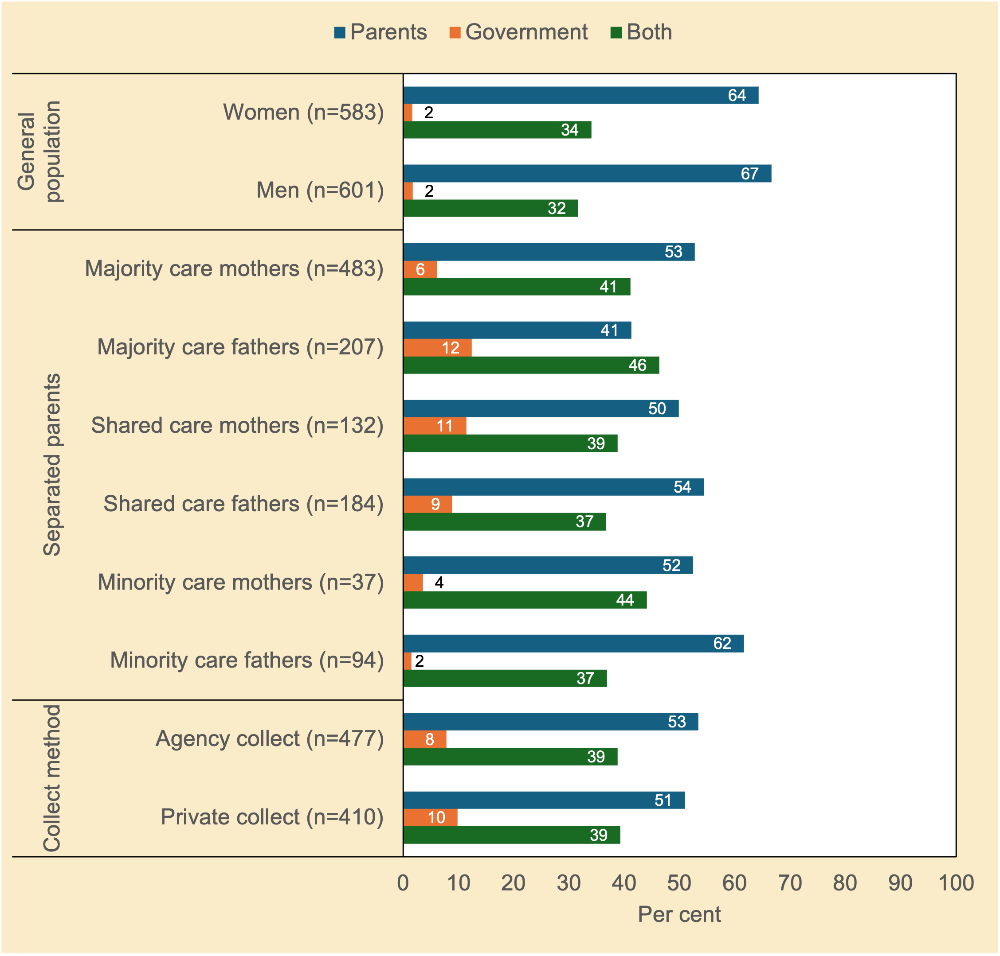 Parents Government Both
General
population
Women (n=583)
64
2
34
Men (n=601)
67
2
32
Separated parents
Majority care mothers (n=483)
53
6
41
Majority care fathers (n=207)
41
12
46
Shared care mothers (n=132)
50
11
39
Shared care fathers (n=184)
54
9
37
Minority care mothers (n=37)
52
4
44
Minority care fathers (n=94)
62
2
37
Collect method
Agency collect (n=477)
53
8
39
Private collect (n=410)
51
10
39
0 10 20 30 40 50 60 70 80 90 100
Per cent